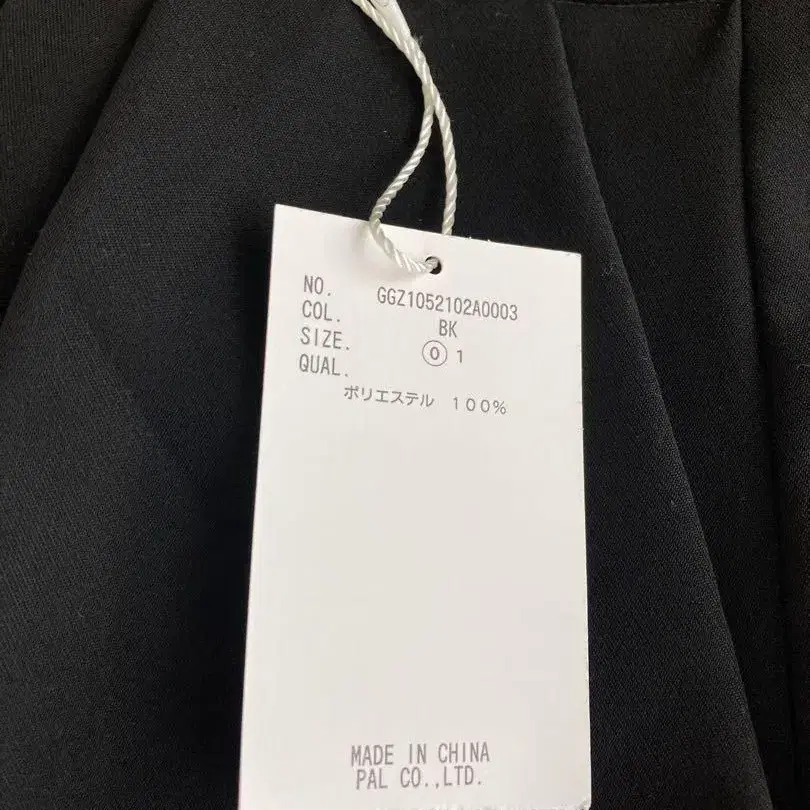 NO. GGZ1052102A0003
COL. BK
SIZE. 0 1
QUAL.
ポリエステル 100%
MADE IN CHINA
PAL CO.,LTD.